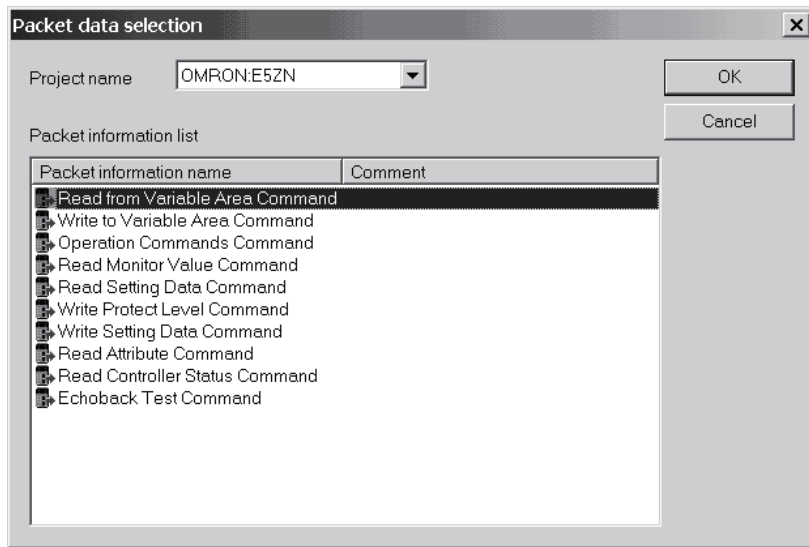 Packet data selection
Project name OMRON:E5ZN OK
Cancel
Packet information list
Packet information name Comment
Read from Variable Area Command
Write to Variable Area Command
Operation Commands Command
Read Monitor Value Command
Read Setting Data Command
Write Protect Level Command
Write Setting Data Command
Read Attribute Command
Read Controller Status Command
Echoback Test Command